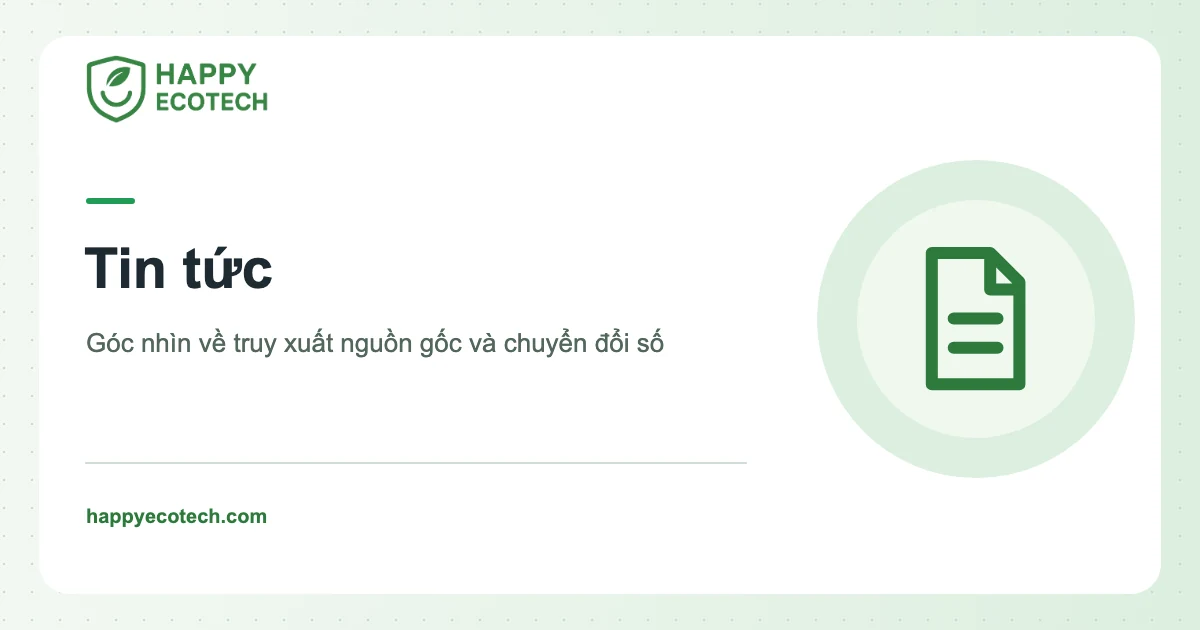 HAPPY
ECOTECH
Tin tức
Góc nhìn về truy xuất nguồn gốc và chuyển đổi số
happyecotech.com